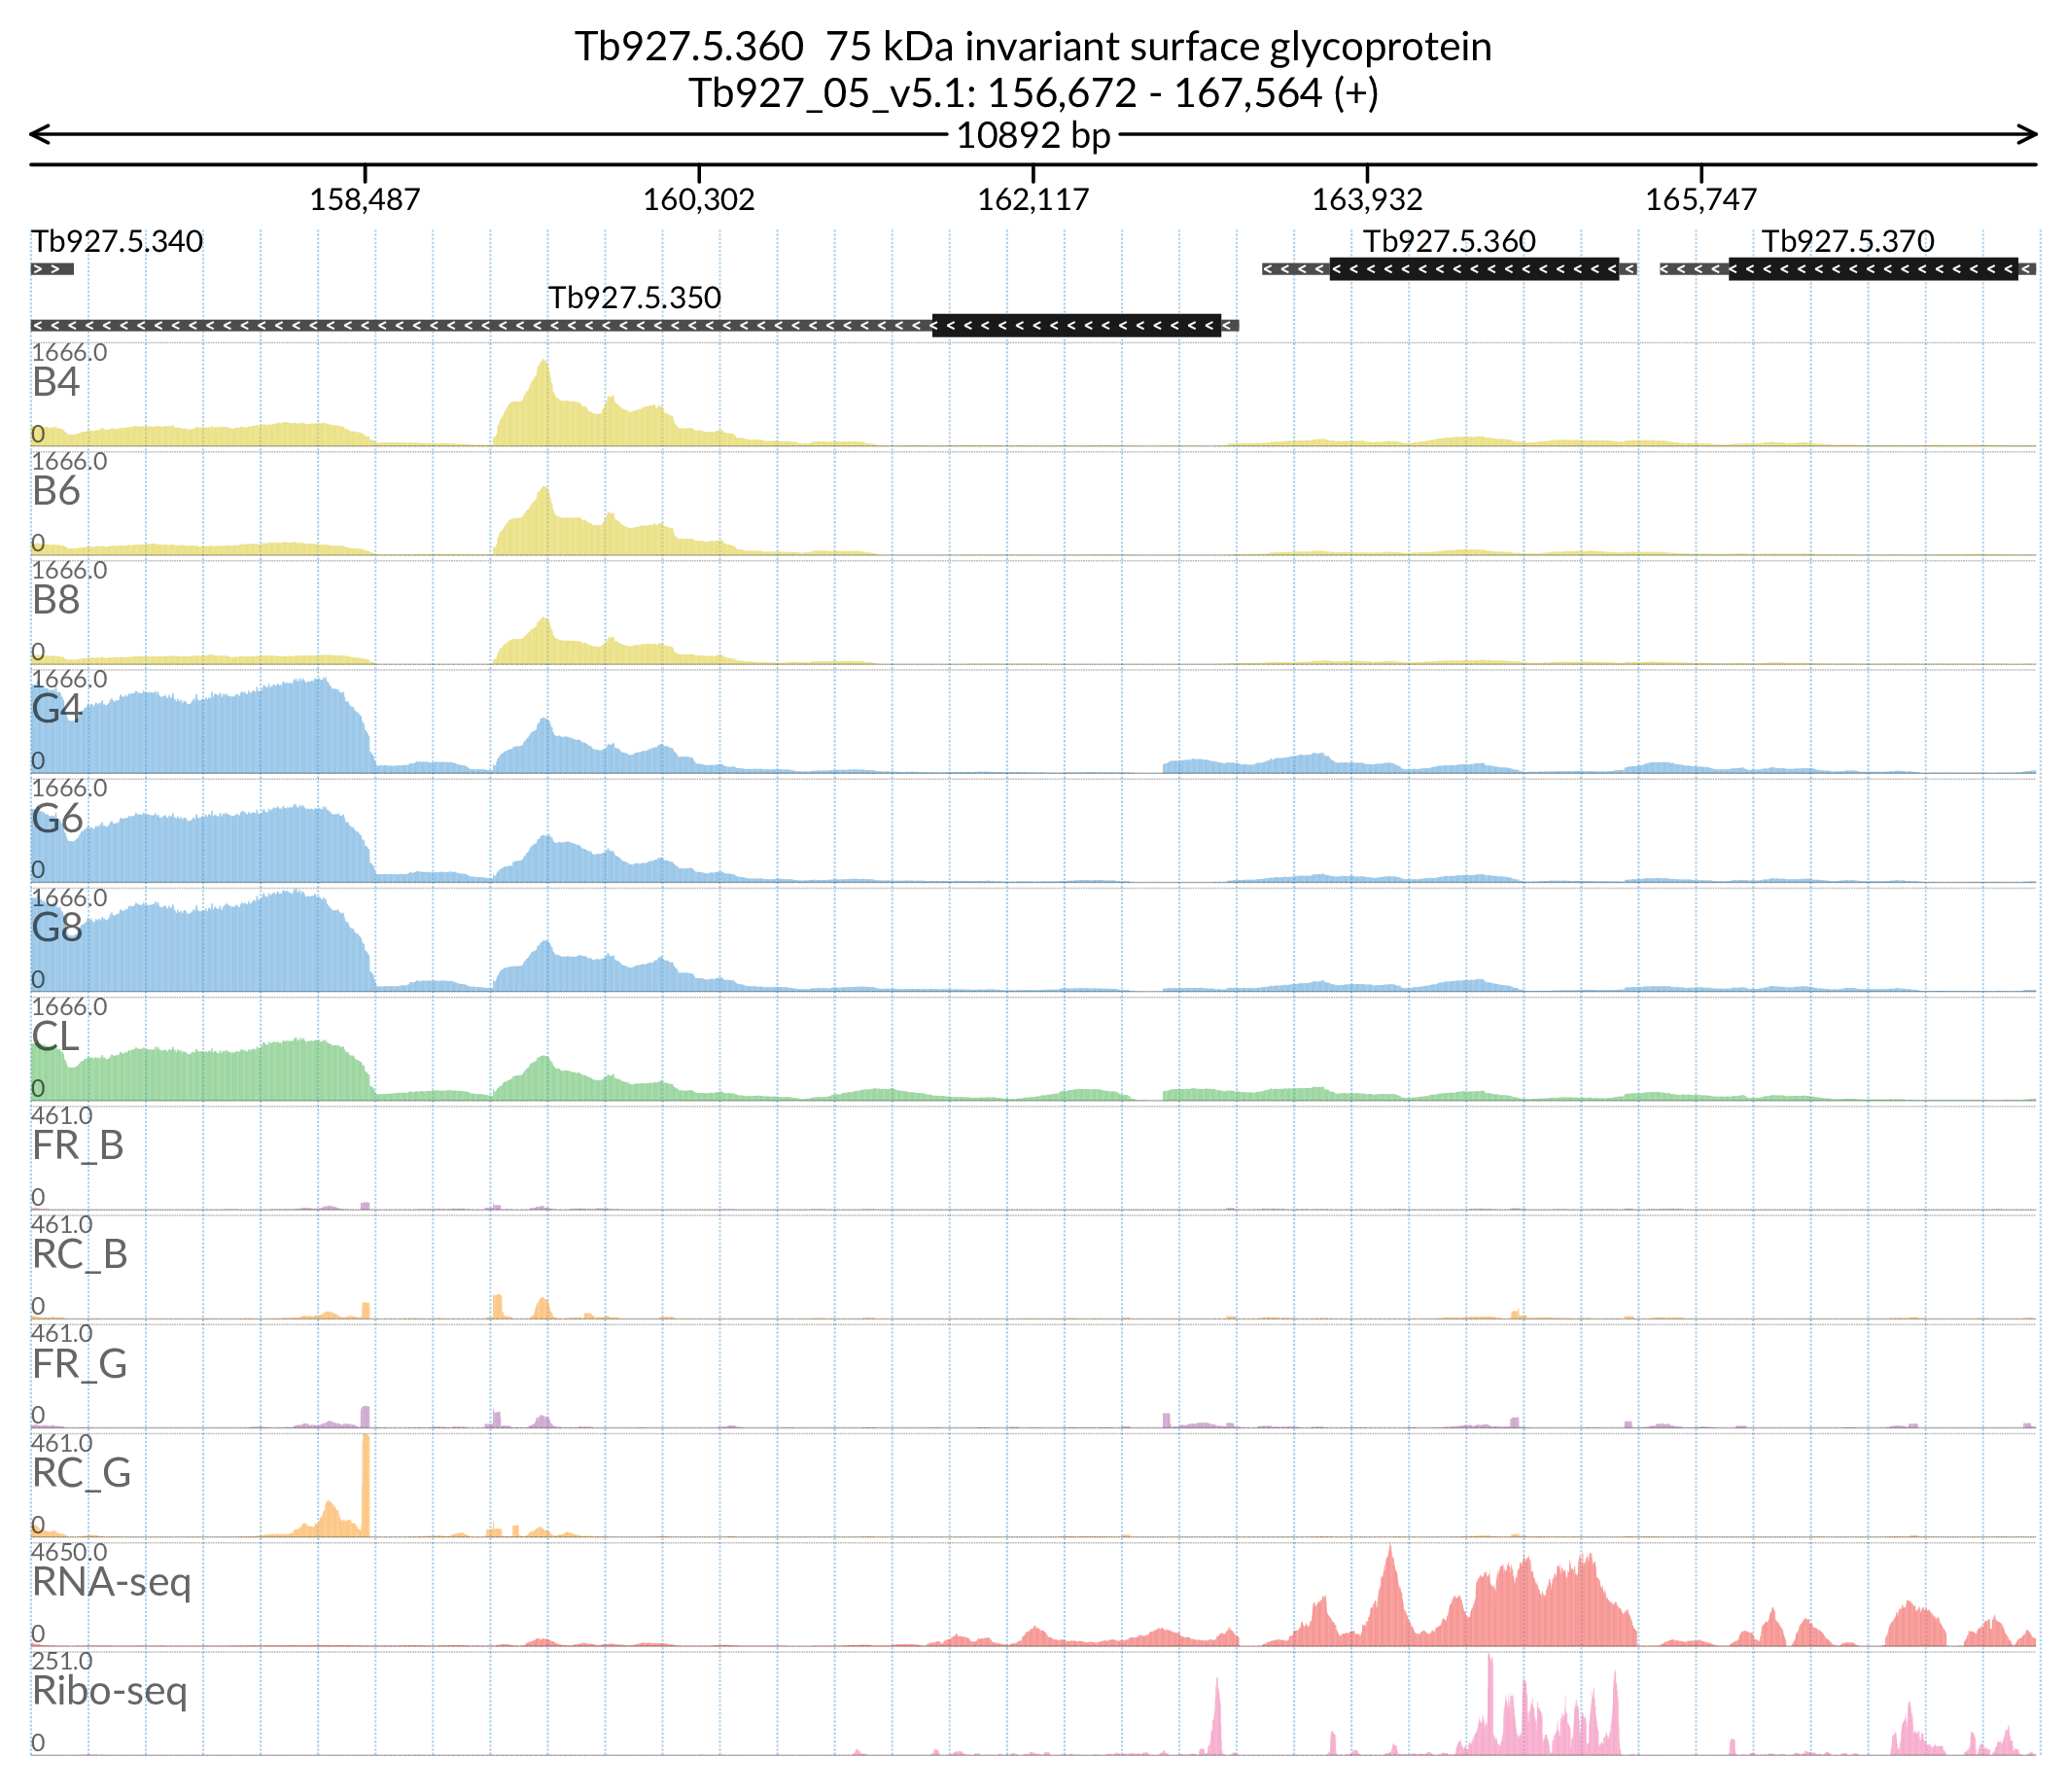 Tb927.5.360  75 kDa invariant surface glycoprotein
Tb927_05_v5.1: 156,672 - 167,564 (+)
10892 bp
158,487 160,302 162,117 163,932 165,747
Tb927.5.340 Tb927.5.360 Tb927.5.370
Tb927.5.350
1666.0
B4
0
1666.0
B6
0
1666.0
B8
0
1666.0
G4
0
1666.0
G6
0
1666.0
G8
0
1666.0
CL
0
461.0
FR_B
0
461.0
RC_B
0
461.0
FR_G
0
461.0
RC_G
0
4650.0
RNA-seq
0
251.0
Ribo-seq
0